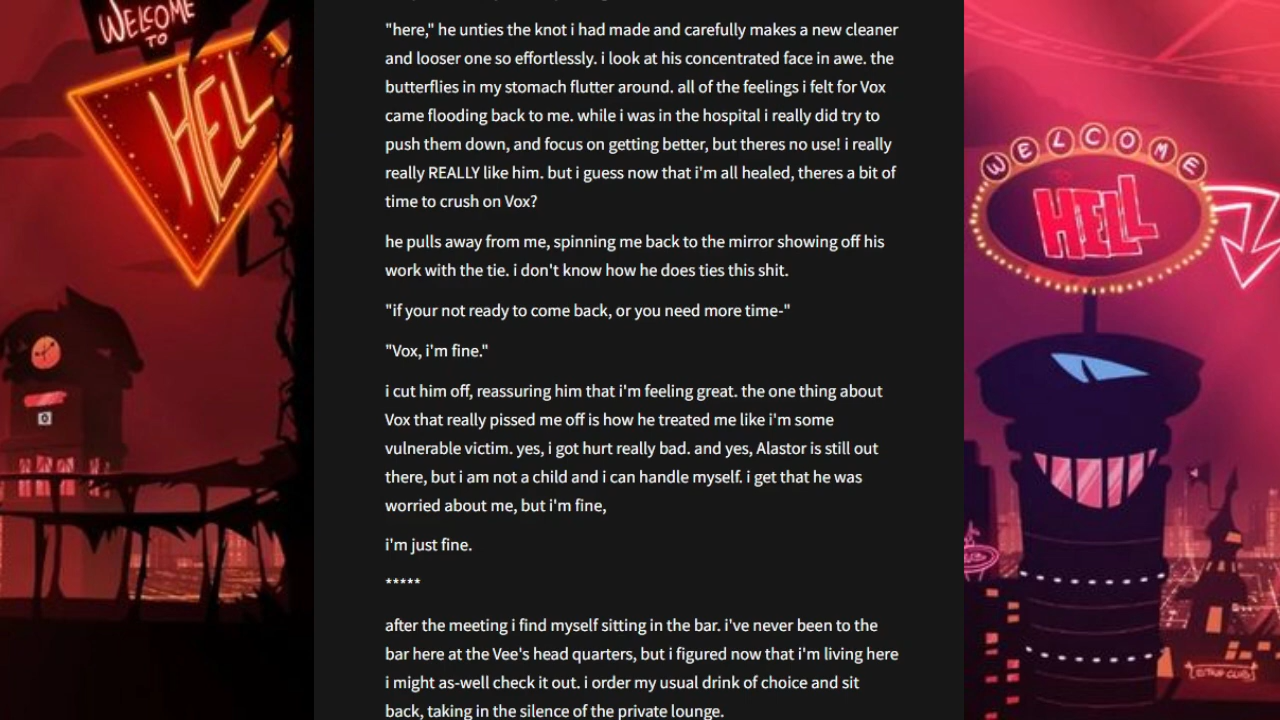 WELCOME
TO
HELL
"here," he unties the knot i had made and carefully makes a new cleaner
and looser one so effortlessly. i look at his concentrated face in awe. the
butterflies in my stomach flutter around. all of the feelings i felt for Vox
came flooding back to me. while i was in the hospital i really did try to
push them down, and focus on getting better, but theres no use! i really
really REALLY like him. but i guess now that i'm all healed, theres a bit of
time to crush on Vox?
he pulls away from me, spinning me back to the mirror showing off his
work with the tie. i don't know how he does ties this shit.
"if your not ready to come back, or you need more time-"
"Vox, i'm fine."
i cut him off, reassuring him that i'm feeling great. the one thing about
Vox that really pissed me off is how he treated me like i'm some
vulnerable victim. yes, i got hurt really bad. and yes, Alastor is still out
there, but i am not a child and i can handle myself. i get that he was
worried about me, but i'm fine,
i'm just fine.
*****
after the meeting i find myself sitting in the bar. i've never been to the
bar here at the Vee's head quarters, but i figured now that i'm living here
i might as-well check it out. i order my usual drink of choice and sit
back, taking in the silence of the private lounge.
WELCOME
TO
HELL